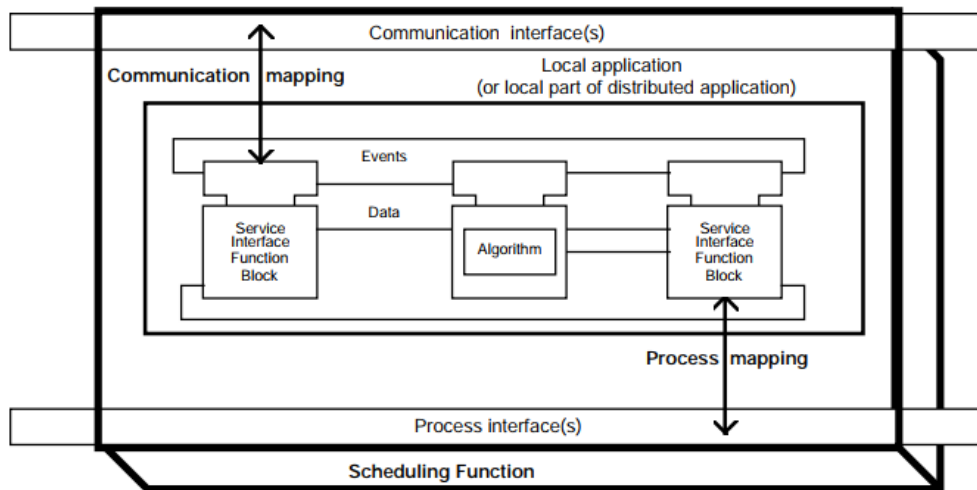 Communication interface(s)
Communication mapping
Local application
(or local part of distributed application)
Events
Data
Service
Interface
Function
Block
Algorithm
Service
Interface
Function
Block
Process mapping
Process interface(s)
Scheduling Function